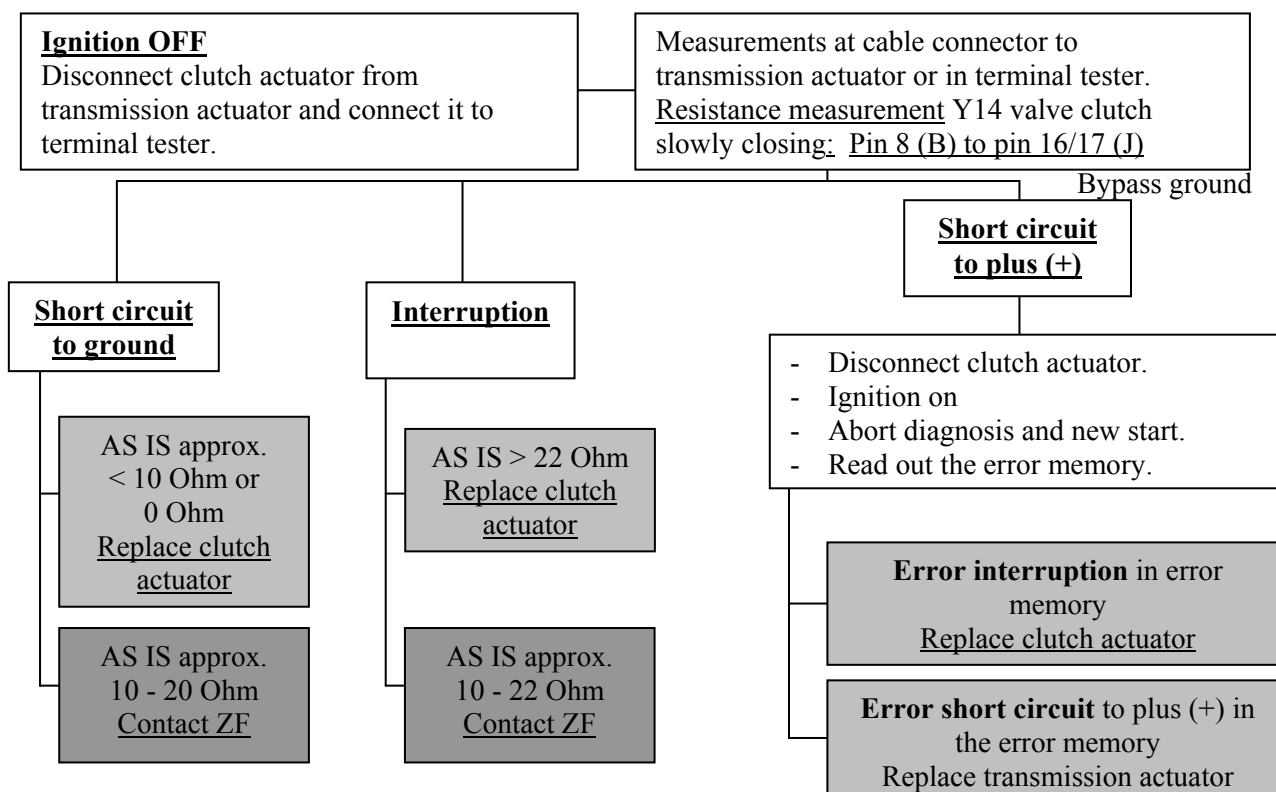 Ignition OFF
Disconnect clutch actuator from
transmission actuator and connect it to
terminal tester.
Measurements at cable connector to
transmission actuator or in terminal tester.
Resistance measurement Y14 valve clutch
slowly closing: Pin 8 (B) to pin 16/17 (J)
Bypass ground
Short circuit
to ground
AS IS approx.
< 10 Ohm or
0 Ohm
Replace clutch
actuator
AS IS approx.
10 - 20 Ohm
Contact ZF
Interruption
AS IS > 22 Ohm
Replace clutch
actuator
AS IS approx.
10 - 22 Ohm
Contact ZF
Short circuit
to plus (+)
- Disconnect clutch actuator.
- Ignition on
- Abort diagnosis and new start.
- Read out the error memory.
Error interruption in error
memory
Replace clutch actuator
Error short circuit to plus (+) in
the error memory
Replace transmission actuator